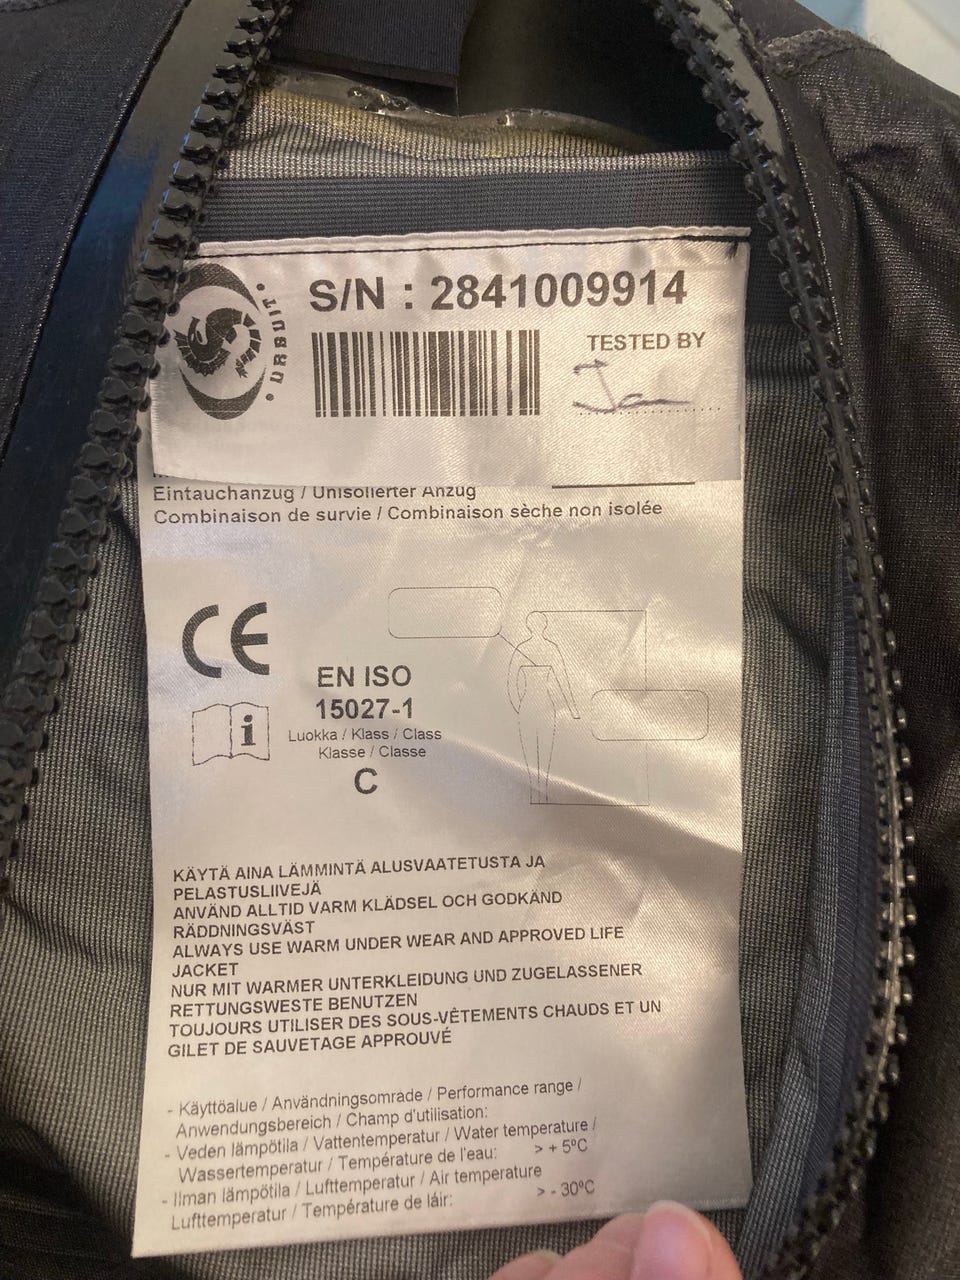 S/N : 2841009914
URSUIT
TESTED BY
Eintauchanzug / Unisolierter Anzug
Combinaison de survie / Combinaison sèche non isolée
CE
EN ISO
15027-1
i
Luokka / Klass / Class
Klasse / Classe
C
KÄYTÄ AINA LÄMMINTÄ ALUSVAATETUSTA JA
PELASTUSLIIVEJÄ
ANVÄND ALLTID VARM KLÄDSEL OCH GODKÄND
RÄDDNINGSVÄST
ALWAYS USE WARM UNDER WEAR AND APPROVED LIFE
JACKET
NUR MIT WARMER UNTERKLEIDUNG UND ZUGELASSENER
RETTUNGSWESTE BENUTZEN
TOUJOURS UTILISER DES SOUS-VÊTEMENTS CHAUDS ET UN
GILET DE SAUVETAGE APPROUVÉ
- Käyttöalue / Användningsområde / Performance range /
Anwendungsbereich / Champ d'utilisation:
- Veden lämpötila / Vattentemperatur / Water temperature /
Wassertemperatur / Température de l'eau: > + 5ºC
- Ilman lämpötila / Lufttemperatur / Air temperature
Lufttemperatur / Température de láir: > - 30ºC